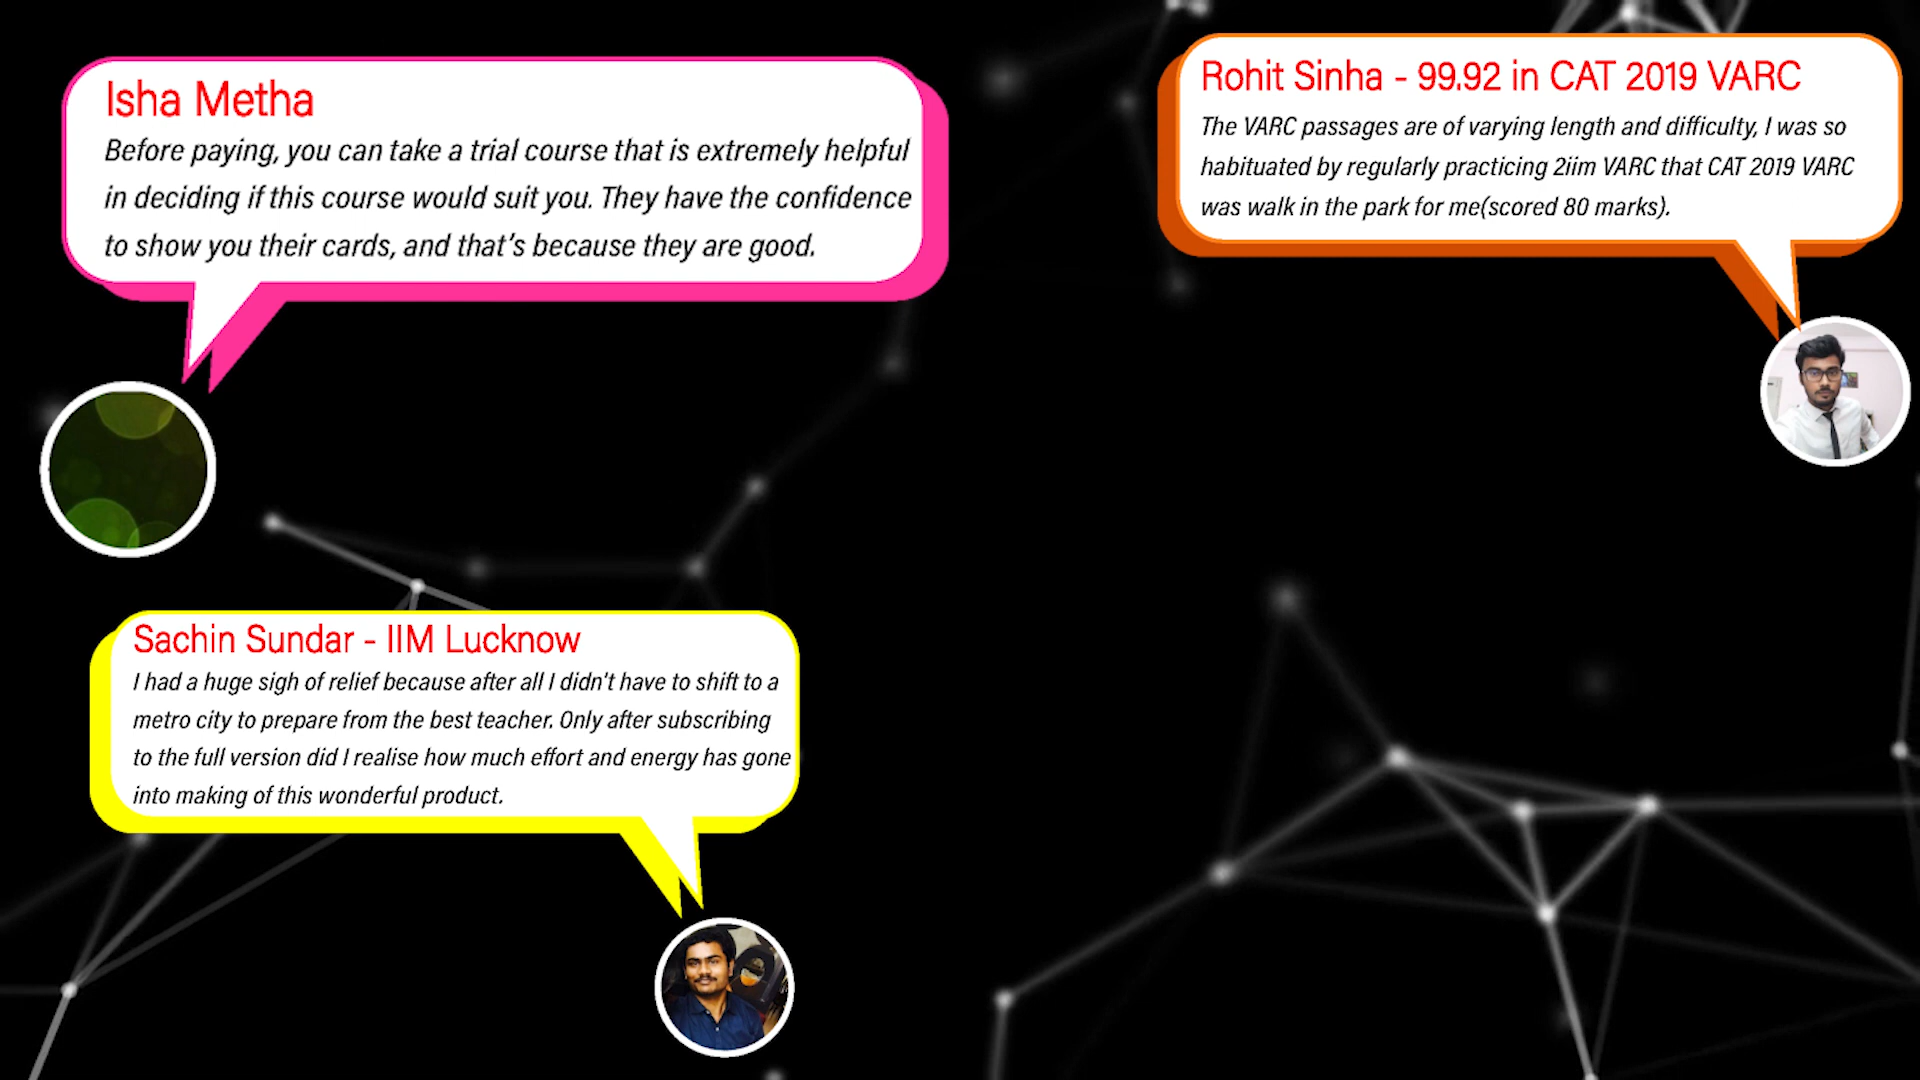 Isha Metha
Before paying, you can take a trial course that is extremely helpful
in deciding if this course would suit you. They have the confidence
to show you their cards, and that's because they are good.
Rohit Sinha - 99.92 in CAT 2019 VARC
The VARC passages are of varying length and difficulty, I was so
habituated by regularly practicing 2iim VARC that CAT 2019 VARC
was walk in the park for me(scored 80 marks).
Sachin Sundar - IIM Lucknow
I had a huge sigh of relief because after all I didn't have to shift to a
metro city to prepare from the best teacher. Only after subscribing
to the full version did I realise how much effort and energy has gone
into making of this wonderful product.